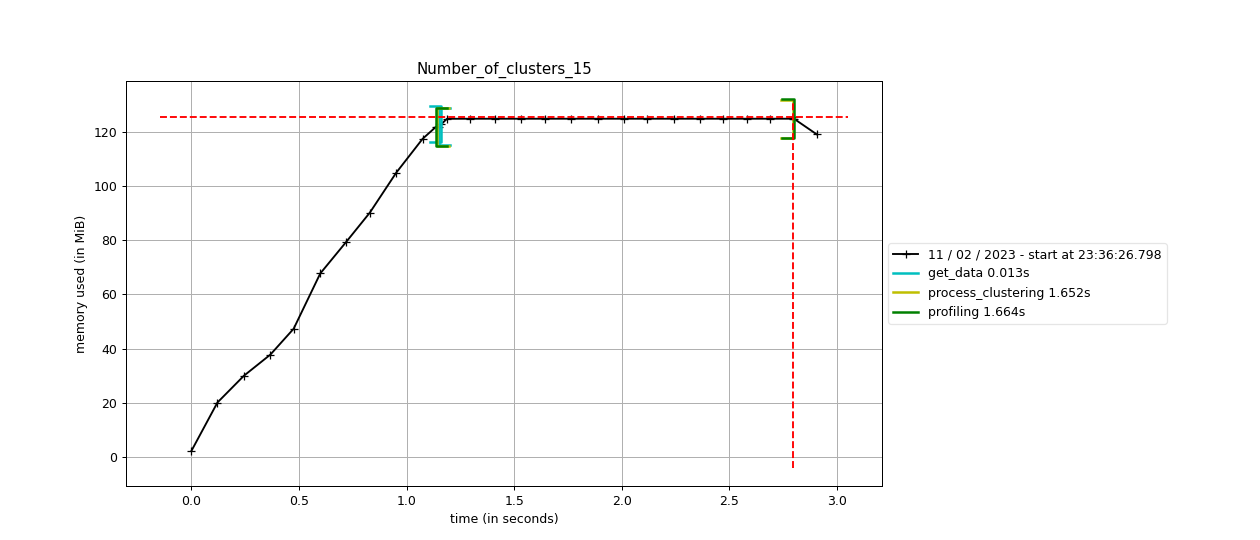 Number_of_clusters_15
memory used (in MiB)
120
100
80
60
40
20
0
0.0 0.5 1.0 1.5 2.0 2.5 3.0
time (in seconds)
11 / 02 / 2023 - start at 23:36:26.798
get_data 0.013s
process_clustering 1.652s
profiling 1.664s